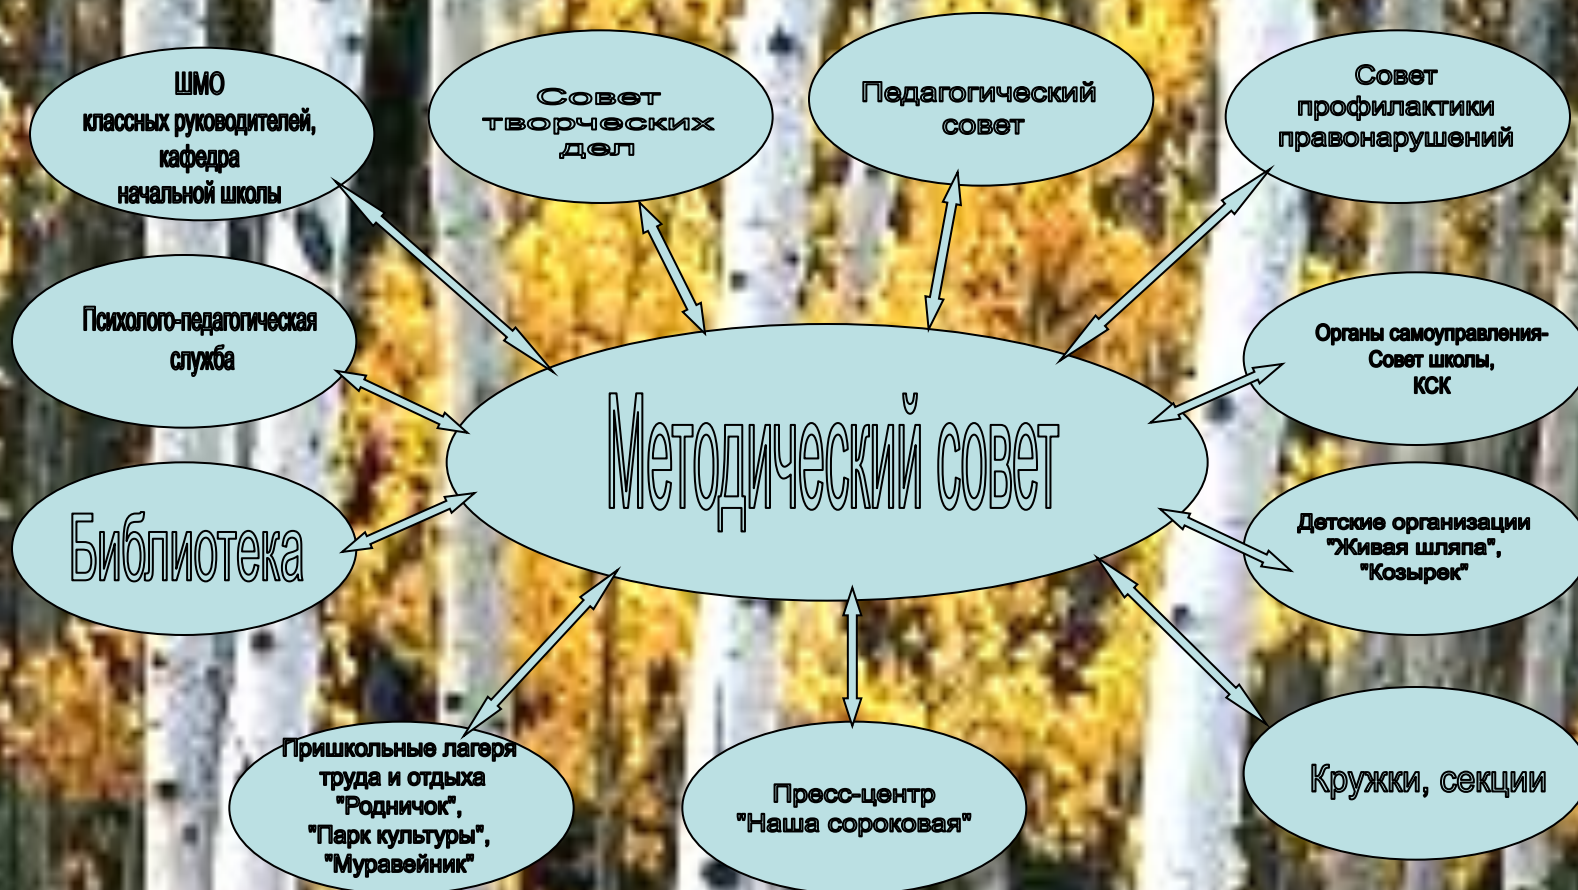 ШМО
классных руководителей,
кафедра
начальной школы
Совет
творческих
дел
Педагогический
совет
Совет
профилактики
правонарушений
Психолого-педагогическая
служба
Органы самоуправления-
Совет школы,
КСК
Методический совет
Библиотека
Детские организации
"Живая шляпа",
"Козырек"
Пришкольные лагеря
труда и отдыха
"Родничок",
"Парк культуры",
"Муравейник"
Пресс-центр
"Наша сороковая"
Кружки, секции